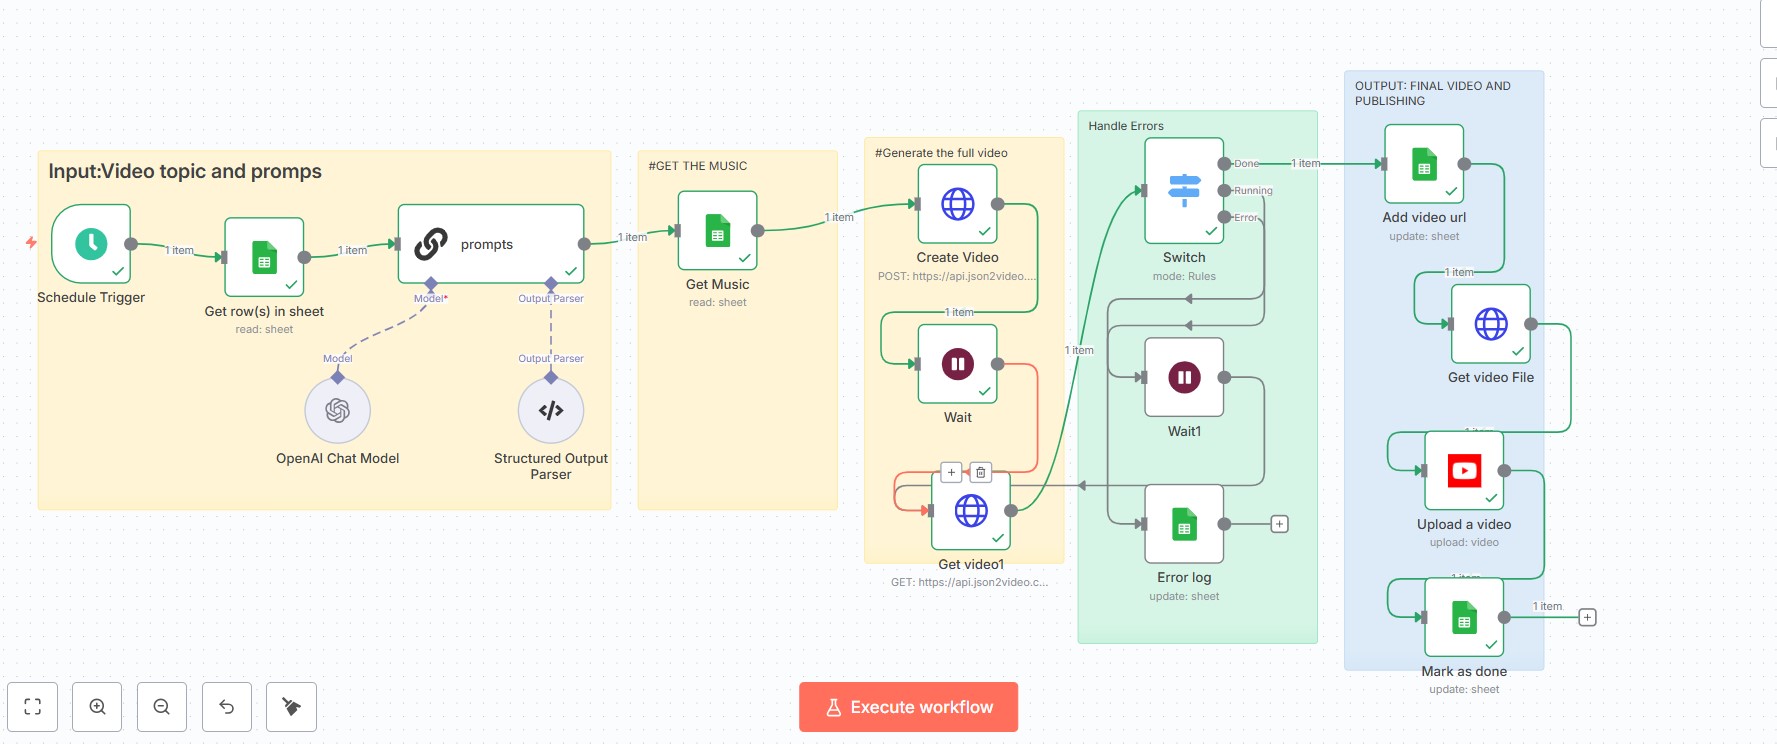 Input:Video topic and promps
Schedule Trigger
1 item
Get row(s) in sheet
read: sheet
1 item
prompts
Model*
Output Parser
Model
Output Parser
OpenAI Chat Model
Structured Output
Parser
1 item
#GET THE MUSIC
Get Music
read: sheet
1 item
#Generate the full video
Create Video
POST: https://api.json2video....
1 item
Wait
Get video1
GET: https://api.json2video.c...
1 item
Handle Errors
Switch
mode: Rules
Done
Running
Error
1 item
Wait1
Error log
update: sheet
OUTPUT: FINAL VIDEO AND
PUBLISHING
Add video url
update: sheet
1 item
Get video File
1 item
Upload a video
upload: video
1 item
Mark as done
update: sheet
1 item
Execute workflow